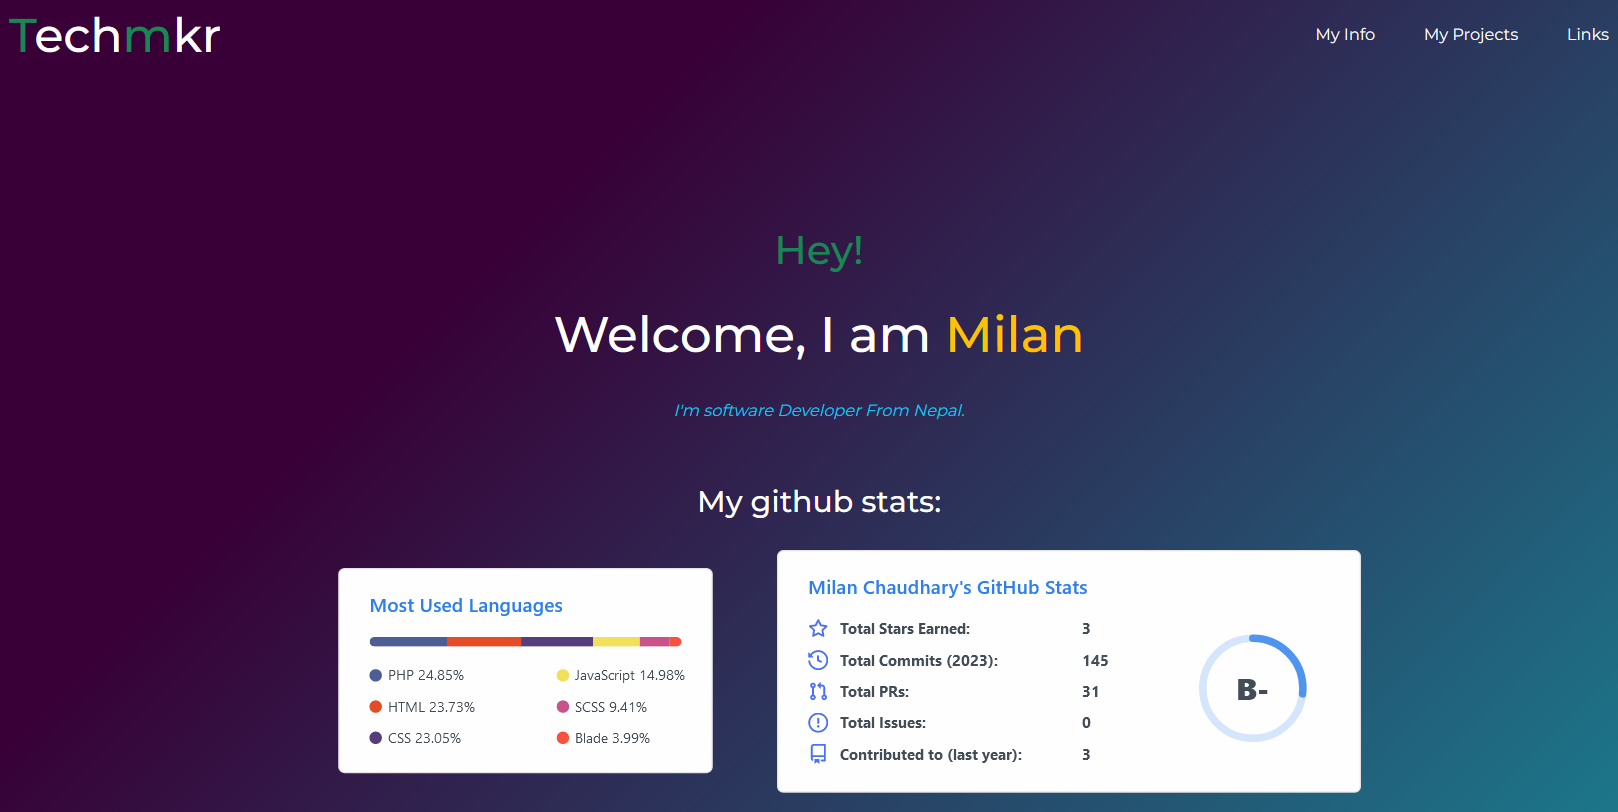 Techmkr
My Info My Projects Links
Hey!
Welcome, I am Milan
I'm software Developer From Nepal.
My github stats:
Most Used Languages
PHP 24.85%
HTML 23.73%
CSS 23.05%
JavaScript 14.98%
SCSS 9.41%
Blade 3.99%
Milan Chaudhary's GitHub Stats
Total Stars Earned: 3
Total Commits (2023): 145
Total PRs: 31
Total Issues: 0
Contributed to (last year): 3
B-